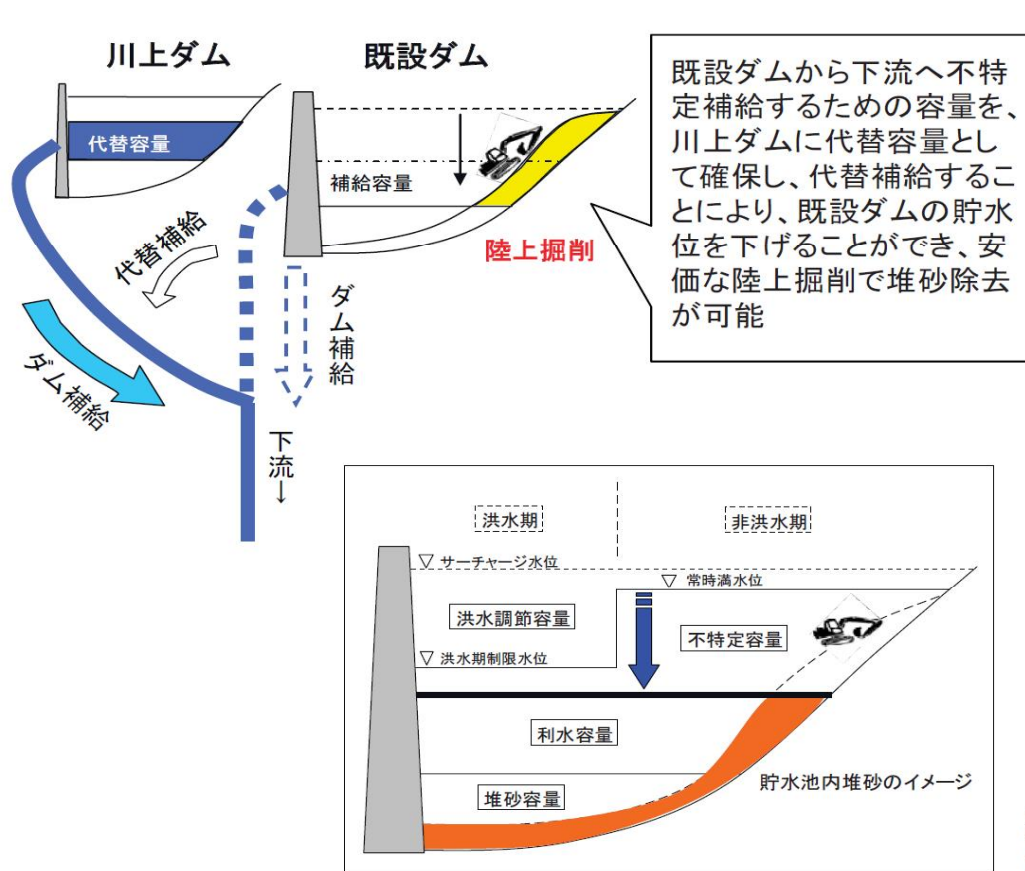 川上ダム
既設ダム
代替容量
補給容量
陸上掘削
代替補給
ダム補給
ダム補給
下流↓
既設ダムから下流へ不特
定補給するための容量を、
川上ダムに代替容量とし
て確保し、代替補給するこ
とにより、既設ダムの貯水
位を下げることができ、安
価な陸上掘削で堆砂除去
が可能
洪水期
非洪水期
▽ サーチャージ水位
▽ 常時満水位
洪水調節容量
不特定容量
▽ 洪水期制限水位
利水容量
堆砂容量
貯水池内堆砂のイメージ